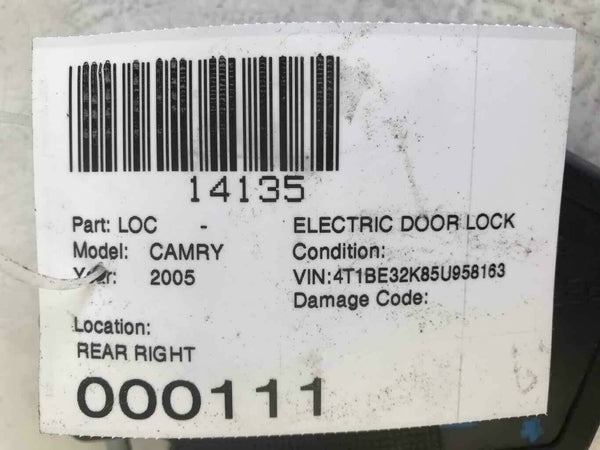 14135
Part: LOC - ELECTRIC DOOR LOCK
Model: CAMRY Condition:
Year: 2005 VIN:4T1BE32K85U958163
Damage Code:
Location:
REAR RIGHT
000111